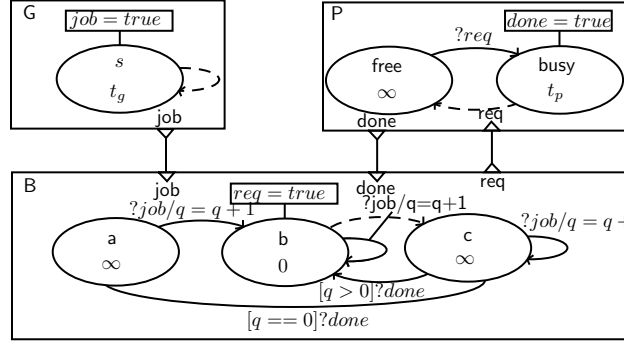 G
job = true
s
t_g
job
P
?req
done = true
free
∞
busy
t_p
done
req
B
job
done
req
req = true
?job/q = q + 1
?job/q=q+1
?job/q = q +
a
∞
b
0
c
∞
[q > 0]?done
[q == 0]?done